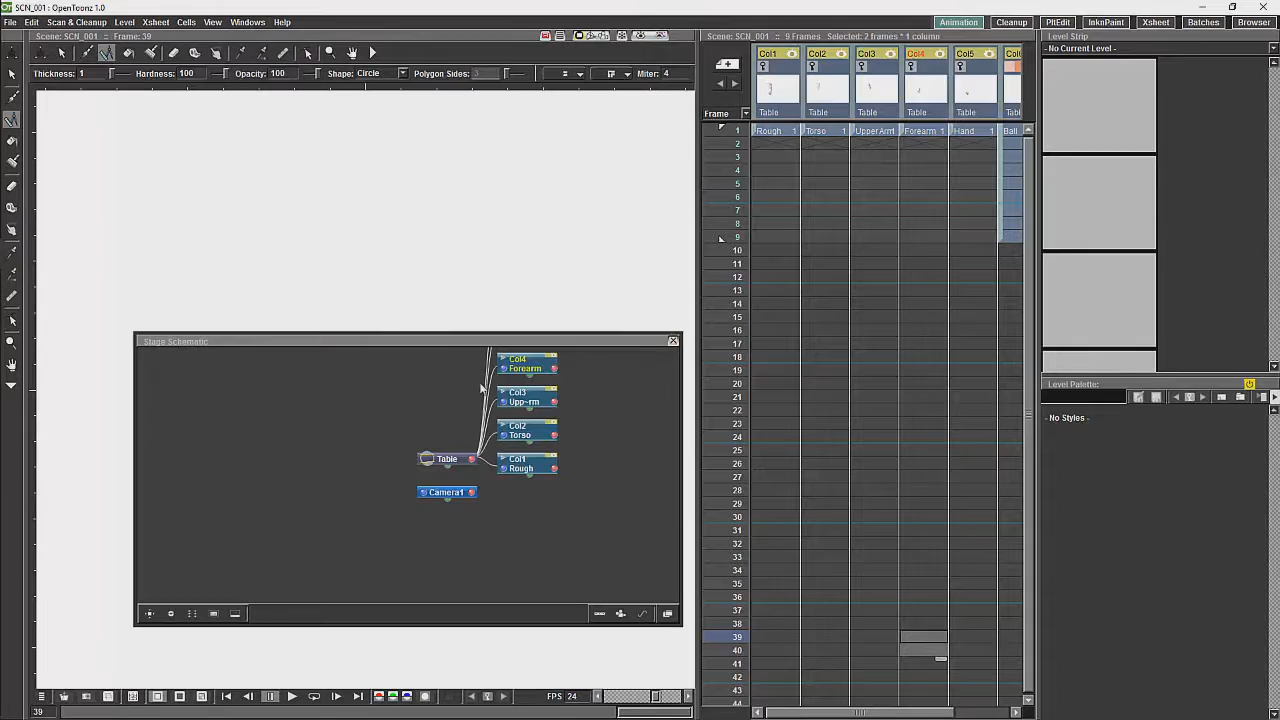 SCN_001 : OpenToonz 1.0
File Edit Scan & Cleanup Level Xsheet Cells View Windows Help
Animation Cleanup PltEdit InknPaint Xsheet Batches Browser
Scene: SCN_001 :: Frame: 39
Scene: SCN_001 :: 9 Frames Selected: 2 frames * 1 column
Level Strip
- No Current Level -
Thickness: 1 Hardness: 100 Opacity: 100 Shape: Circle Polygon Sides: 3 Miter: 4
Col1 Col2 Col3 Col4 Col5
Frame Table Table Table Table Table
1 Rough 1 Torso 1 UpperArm1 Forearm 1 Hand 1 Ball
2
3
4
5
6
7
8
9
10
11
12
13
14
15
16
17
18
19
20
21
22
23
24
25
26
27
28
29
30
31
32
33
34
35
36
37
38
39
40
41
42
43
44
Stage Schematic
Col4
Forearm
Col3
Upp~rm
Col2
Torso
Table
Col1
Rough
Camera1
Level Palette:
- No Styles -
FPS 24
39